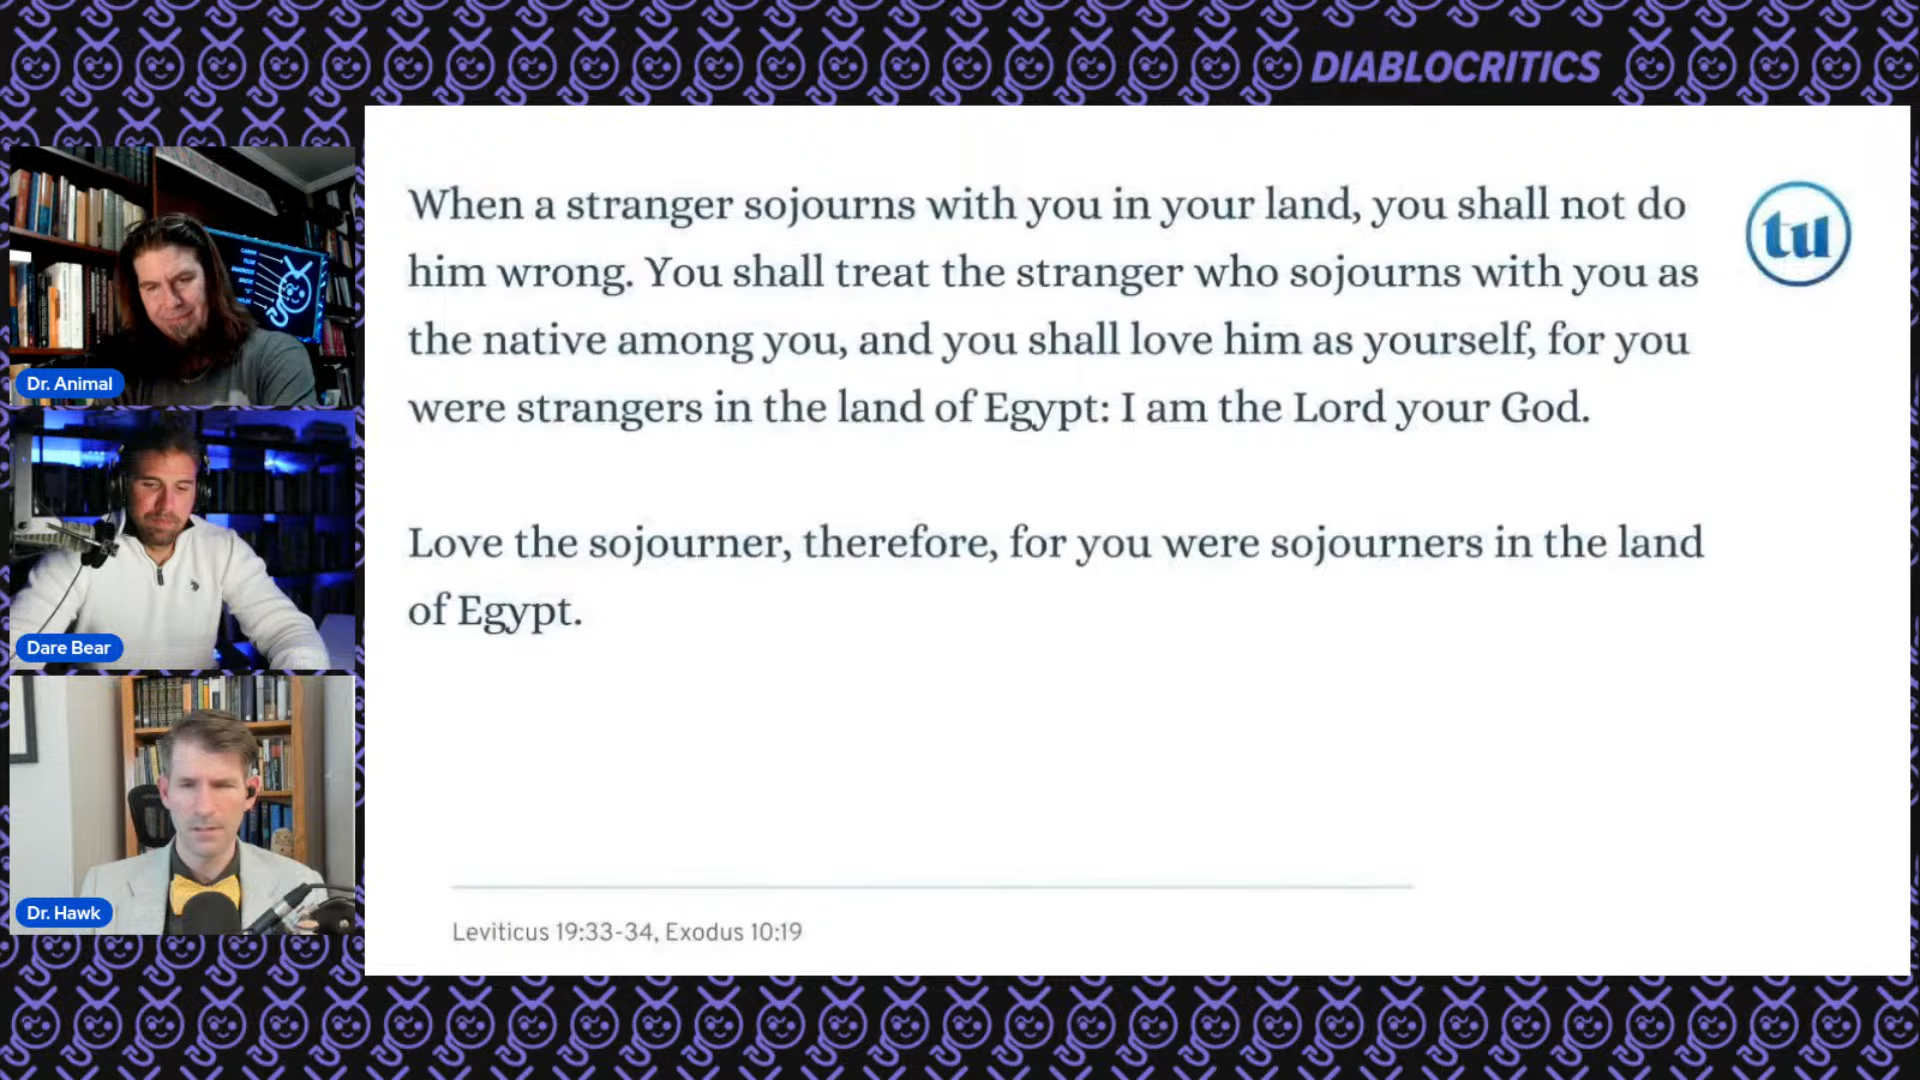 DIABLOCRITICS
When a stranger sojourns with you in your land, you shall not do
him wrong. You shall treat the stranger who sojourns with you as
the native among you, and you shall love him as yourself, for you
were strangers in the land of Egypt: I am the Lord your God.
Love the sojourner, therefore, for you were sojourners in the land
of Egypt.
Leviticus 19:33-34, Exodus 10:19
tu
Dr. Animal
Dare Bear
Dr. Hawk